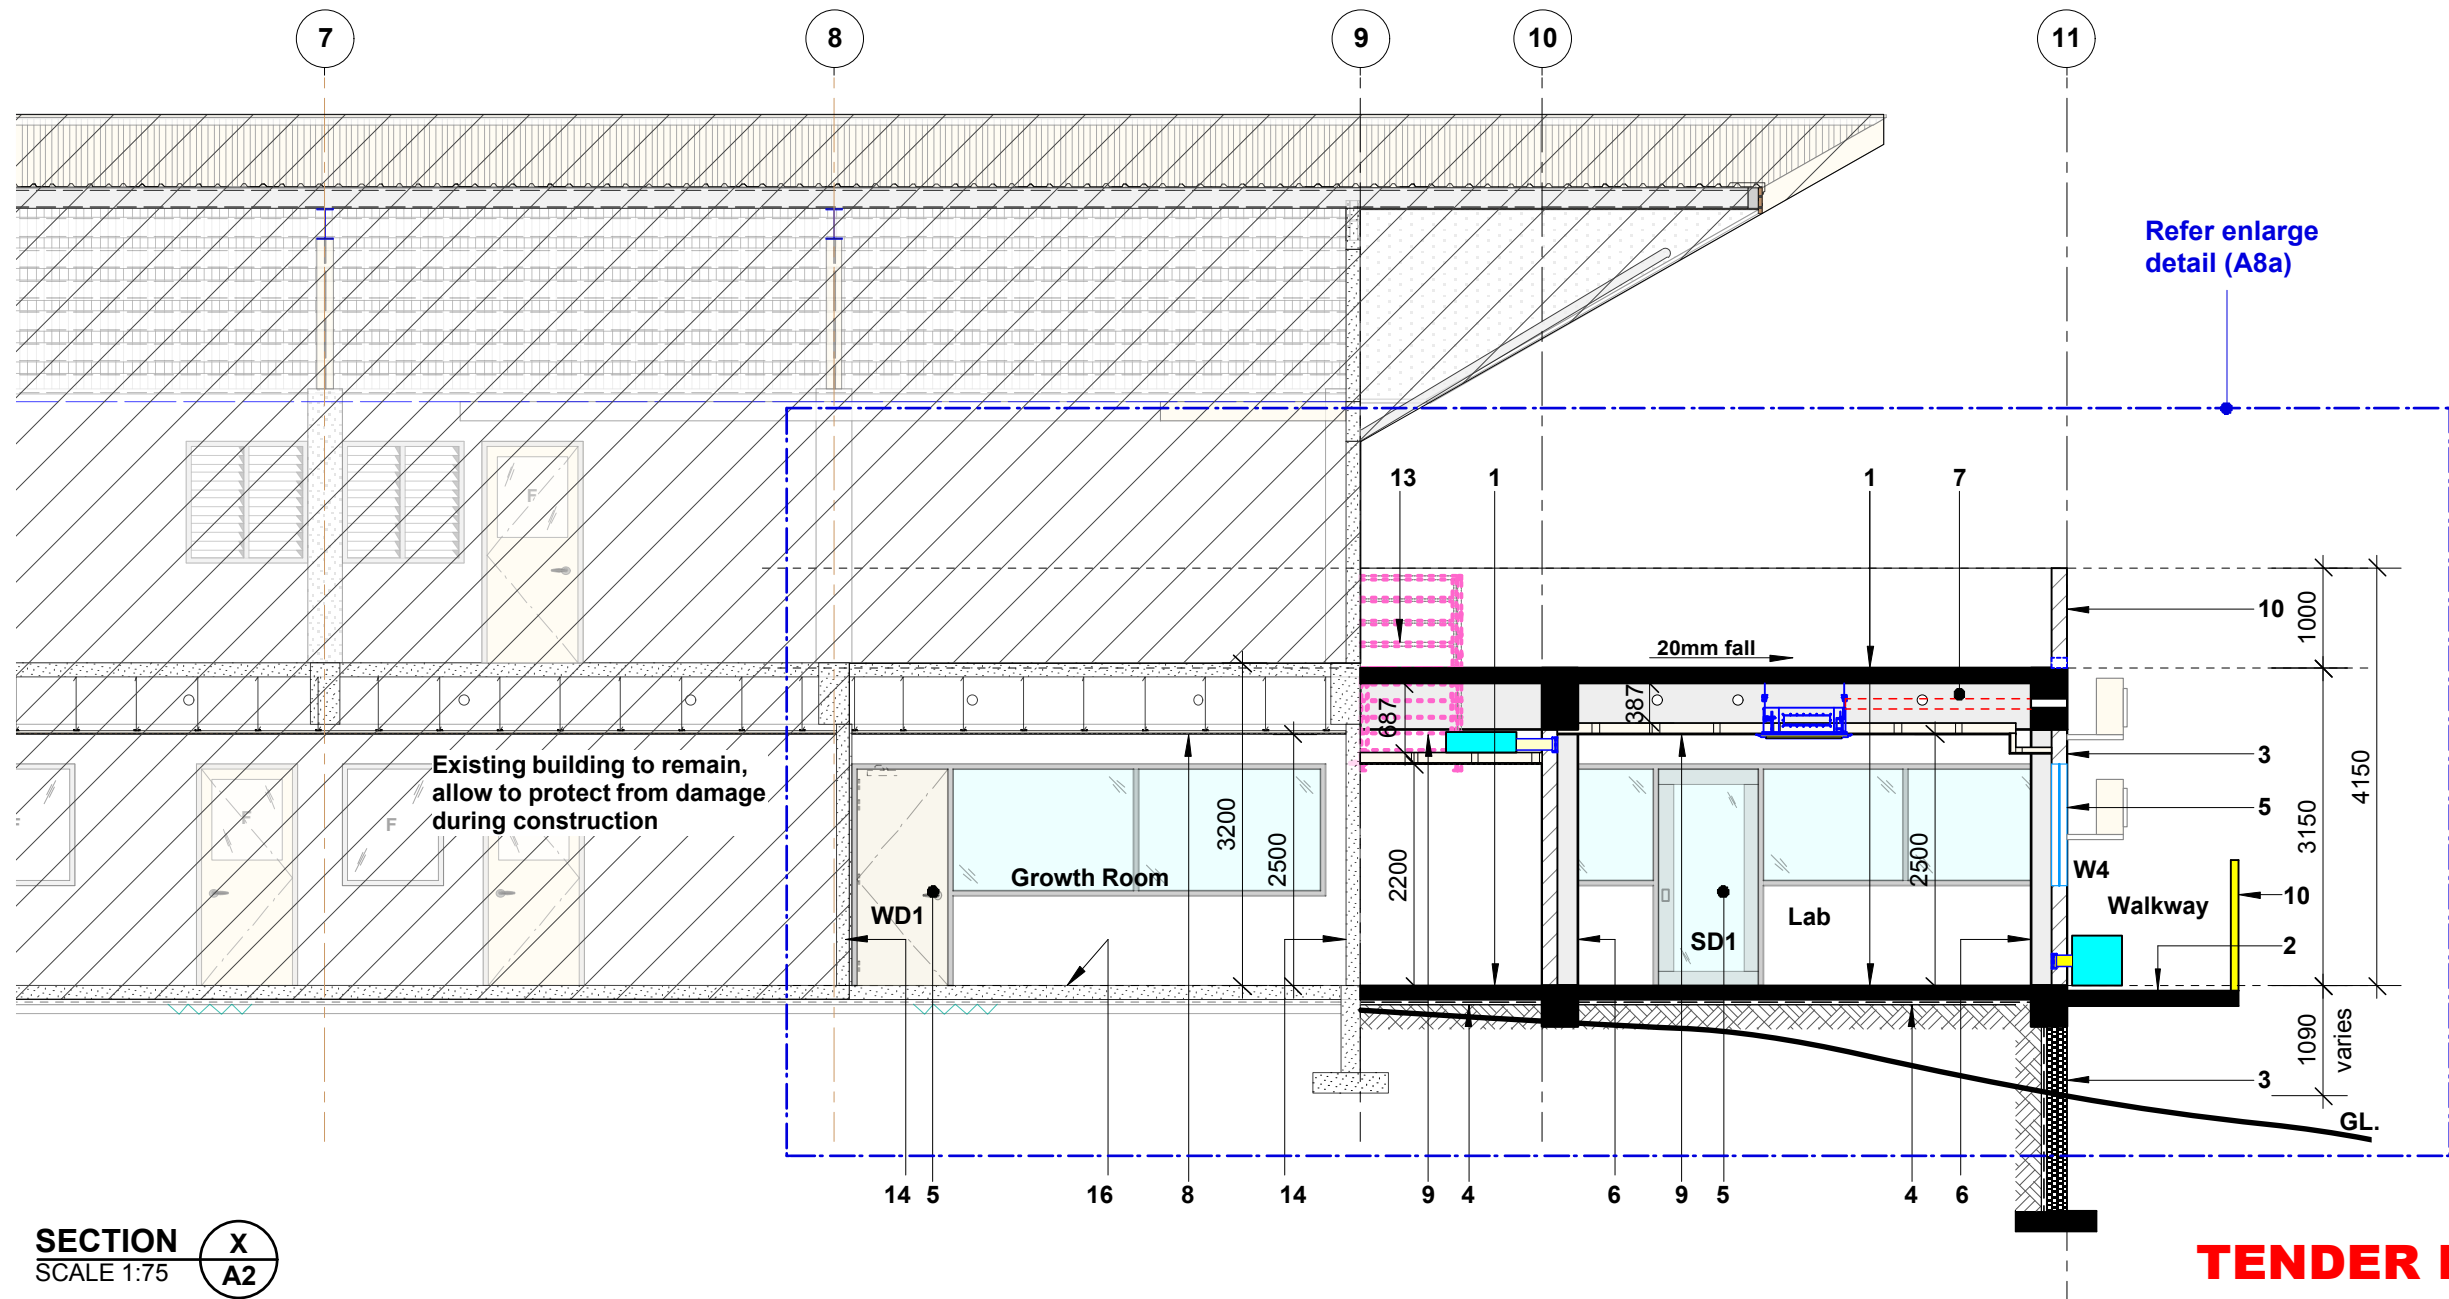 7
8
9
10
11
Refer enlarge
detail (A8a)
F
13
1
1
7
10
1000
20mm fall
687
387
4150
Existing building to remain,
allow to protect from damage
during construction
3
5
3150
3200
2500
2200
2500
F
F
F
F
Growth Room
WD1
W4
Walkway
10
Lab
SD1
2
1090
varies
3
GL.
14
5
16
8
14
9
4
6
9
5
4
6
SECTION
SCALE 1:75
X
A2
TENDER